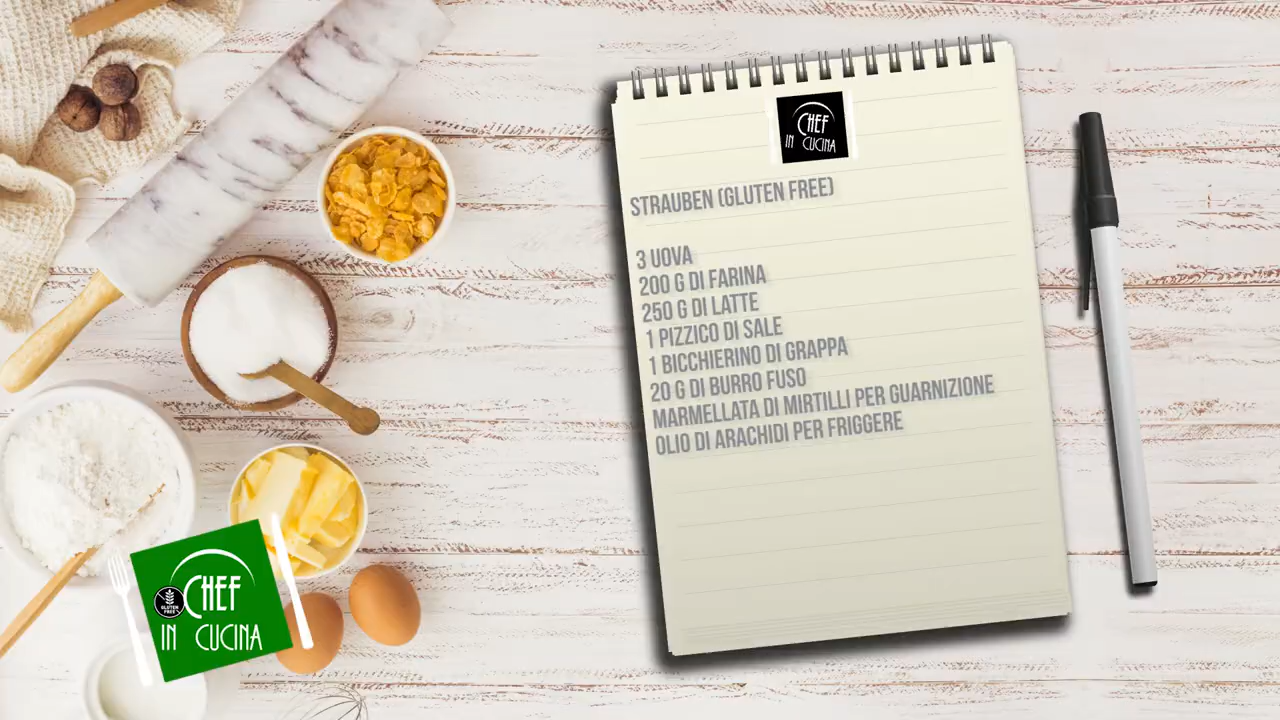 CHEF
IN CUCINA
STRAUBEN (GLUTEN FREE)
3 UOVA
200 G DI FARINA
250 G DI LATTE
1 PIZZICO DI SALE
1 BICCHIERINO DI GRAPPA
20 G DI BURRO FUSO
MARMELLATA DI MIRTILLI PER GUARNIZIONE
OLIO DI ARACHIDI PER FRIGGERE
GLUTEN
FREE
CHEF
IN CUCINA